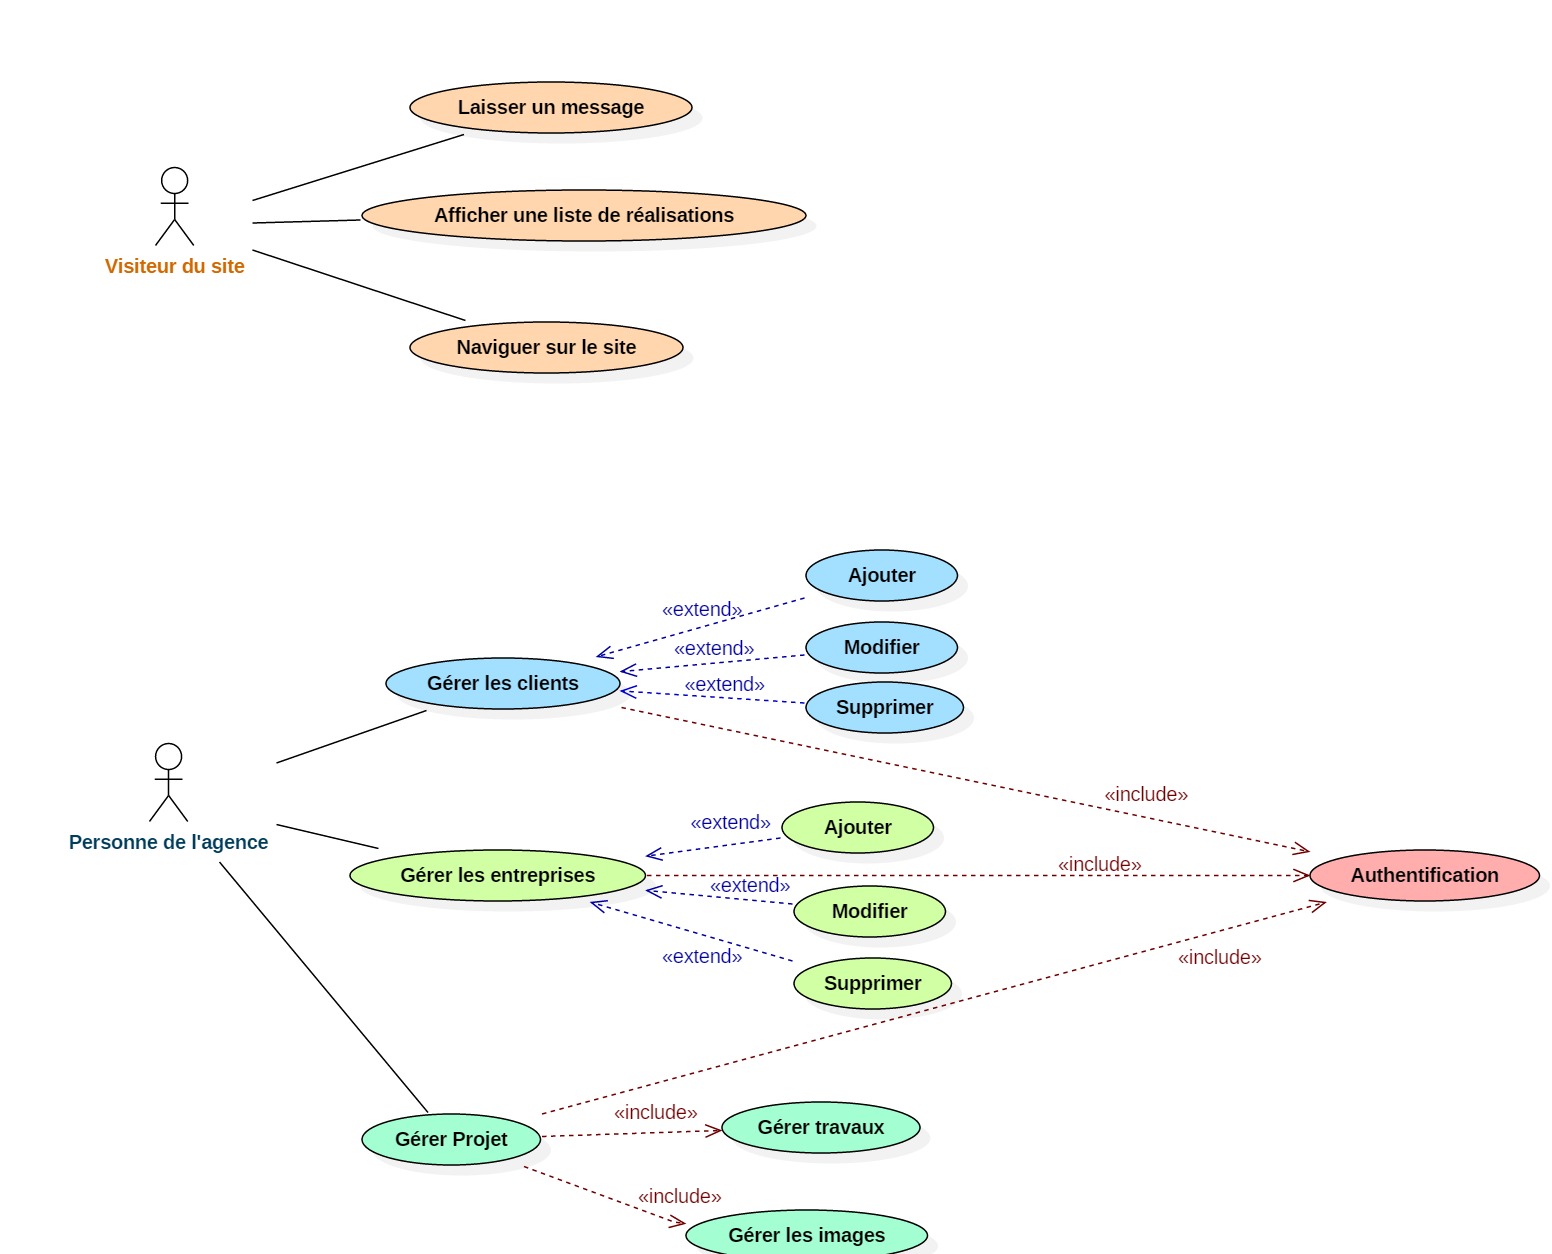 Laisser un message
Afficher une liste de réalisations
Visiteur du site
Naviguer sur le site
Ajouter
«extend»
Modifier
«extend»
Gérer les clients
«extend»
Supprimer
«include»
«extend»
Ajouter
Personne de l'agence
Gérer les entreprises
«include»
Authentification
«extend»
Modifier
«extend»
«include»
Supprimer
«include»
Gérer Projet
Gérer travaux
«include»
Gérer les images